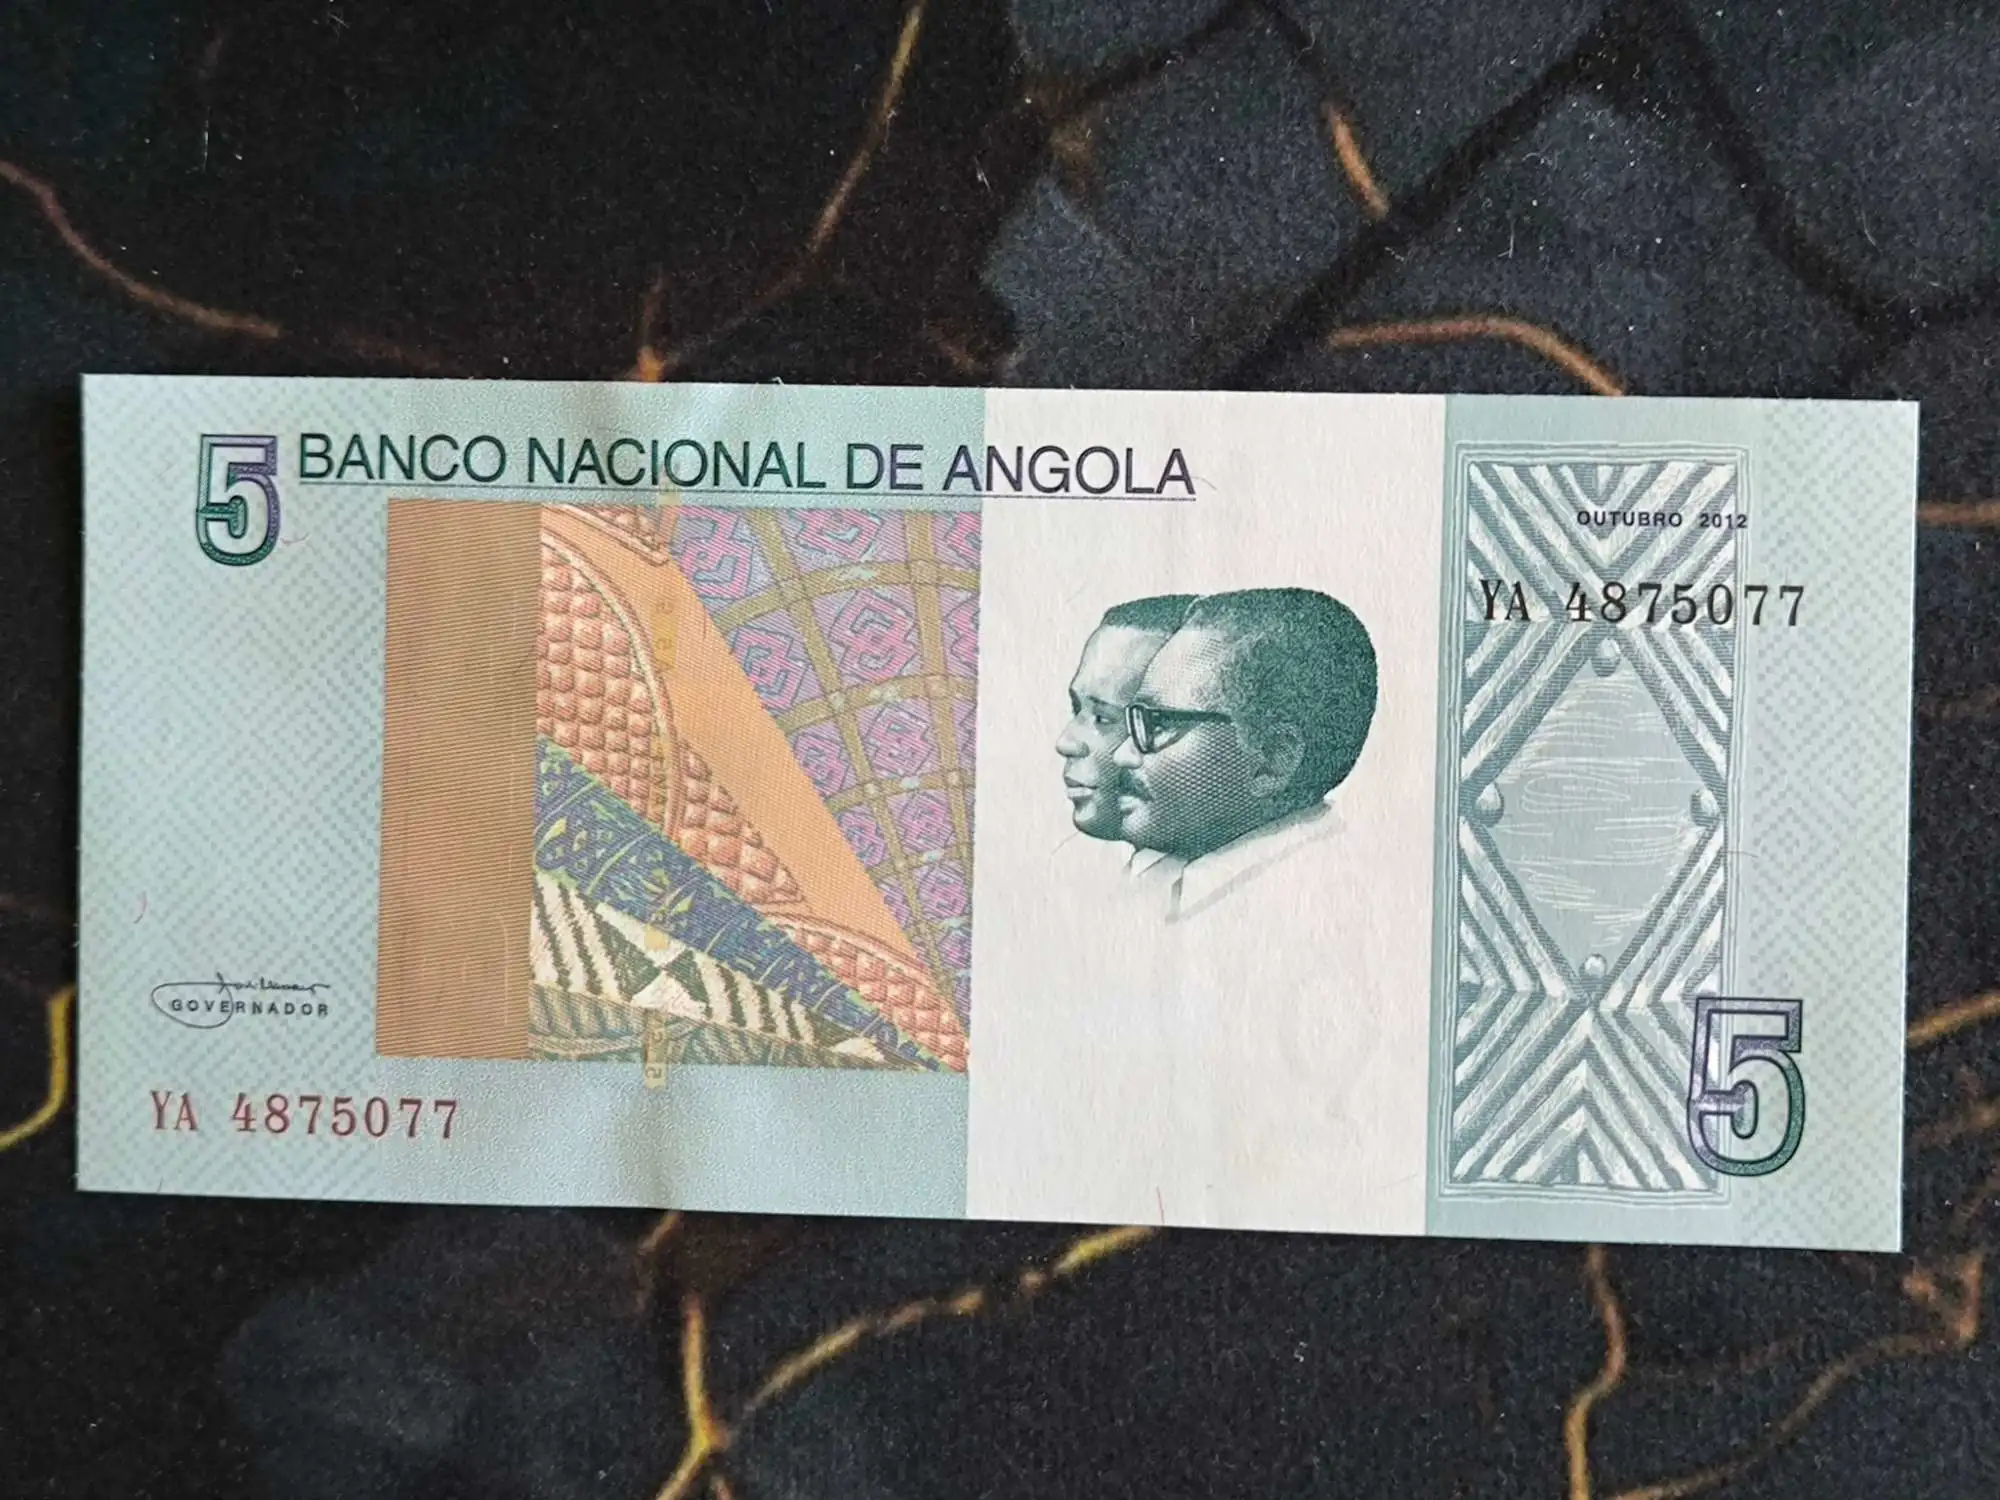 5 BANCO NACIONAL DE ANGOLA
OUTUBRO 2012
YA 4875077
GOVERNADOR
YA 4875077
5